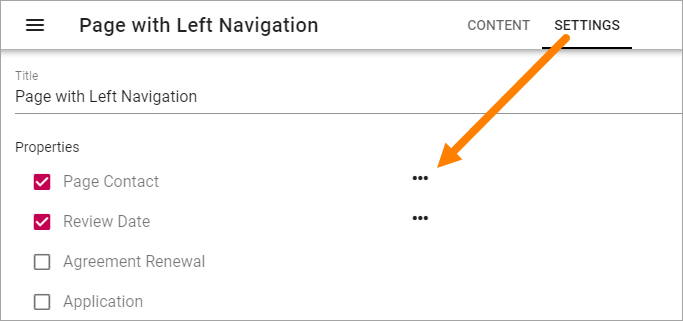 Page with Left Navigation CONTENT SETTINGS
Title
Page with Left Navigation
Properties
Page Contact
Review Date
Agreement Renewal
Application